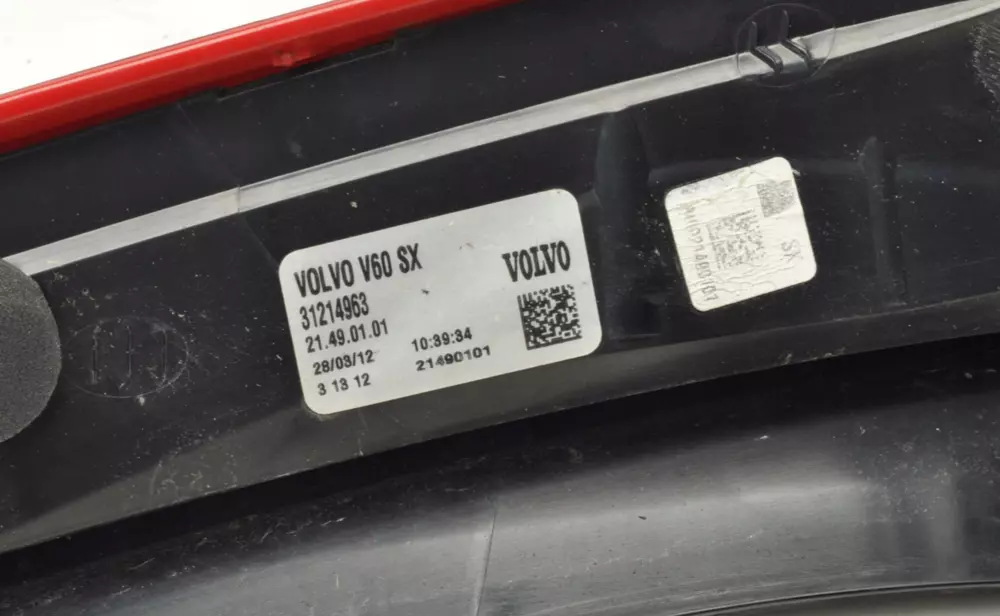 VOLVO V60 SX
31214963
21.49.01.01
28/03/12 10:39:34
3 13 12 21490101
VOLVO
SX